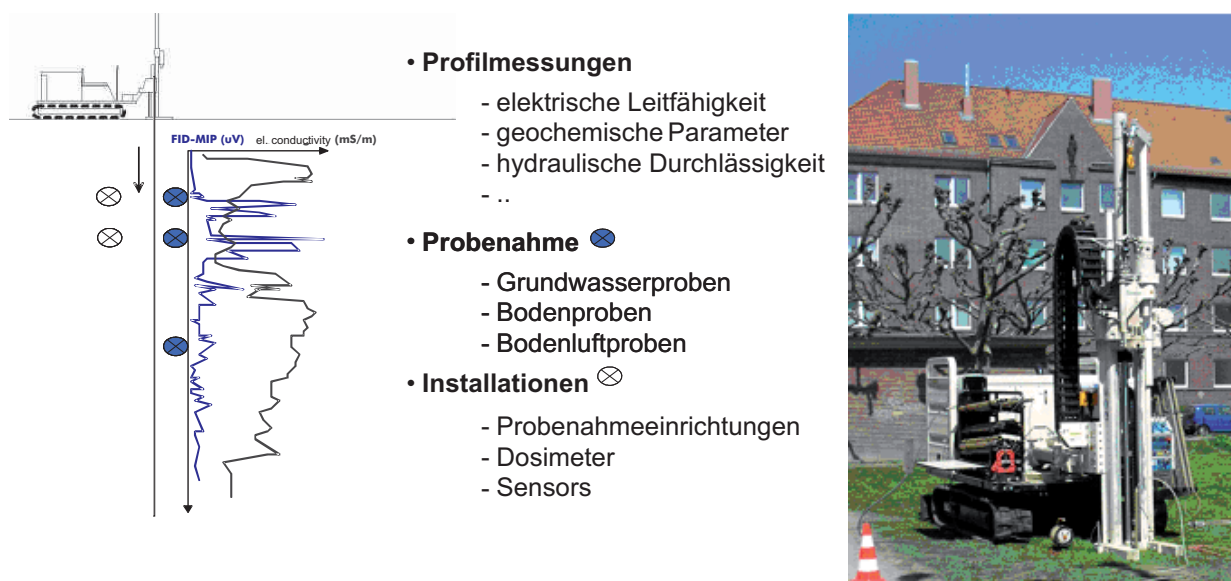 FID-MIP (uV) el. conductivity (mS/m)
• Profilmessungen
- elektrische Leitfähigkeit
- geochemische Parameter
- hydraulische Durchlässigkeit
- ..
• Probenahme
- Grundwasserproben
- Bodenproben
- Bodenluftproben
• Installationen
- Probenahmeeinrichtungen
- Dosimeter
- Sensors